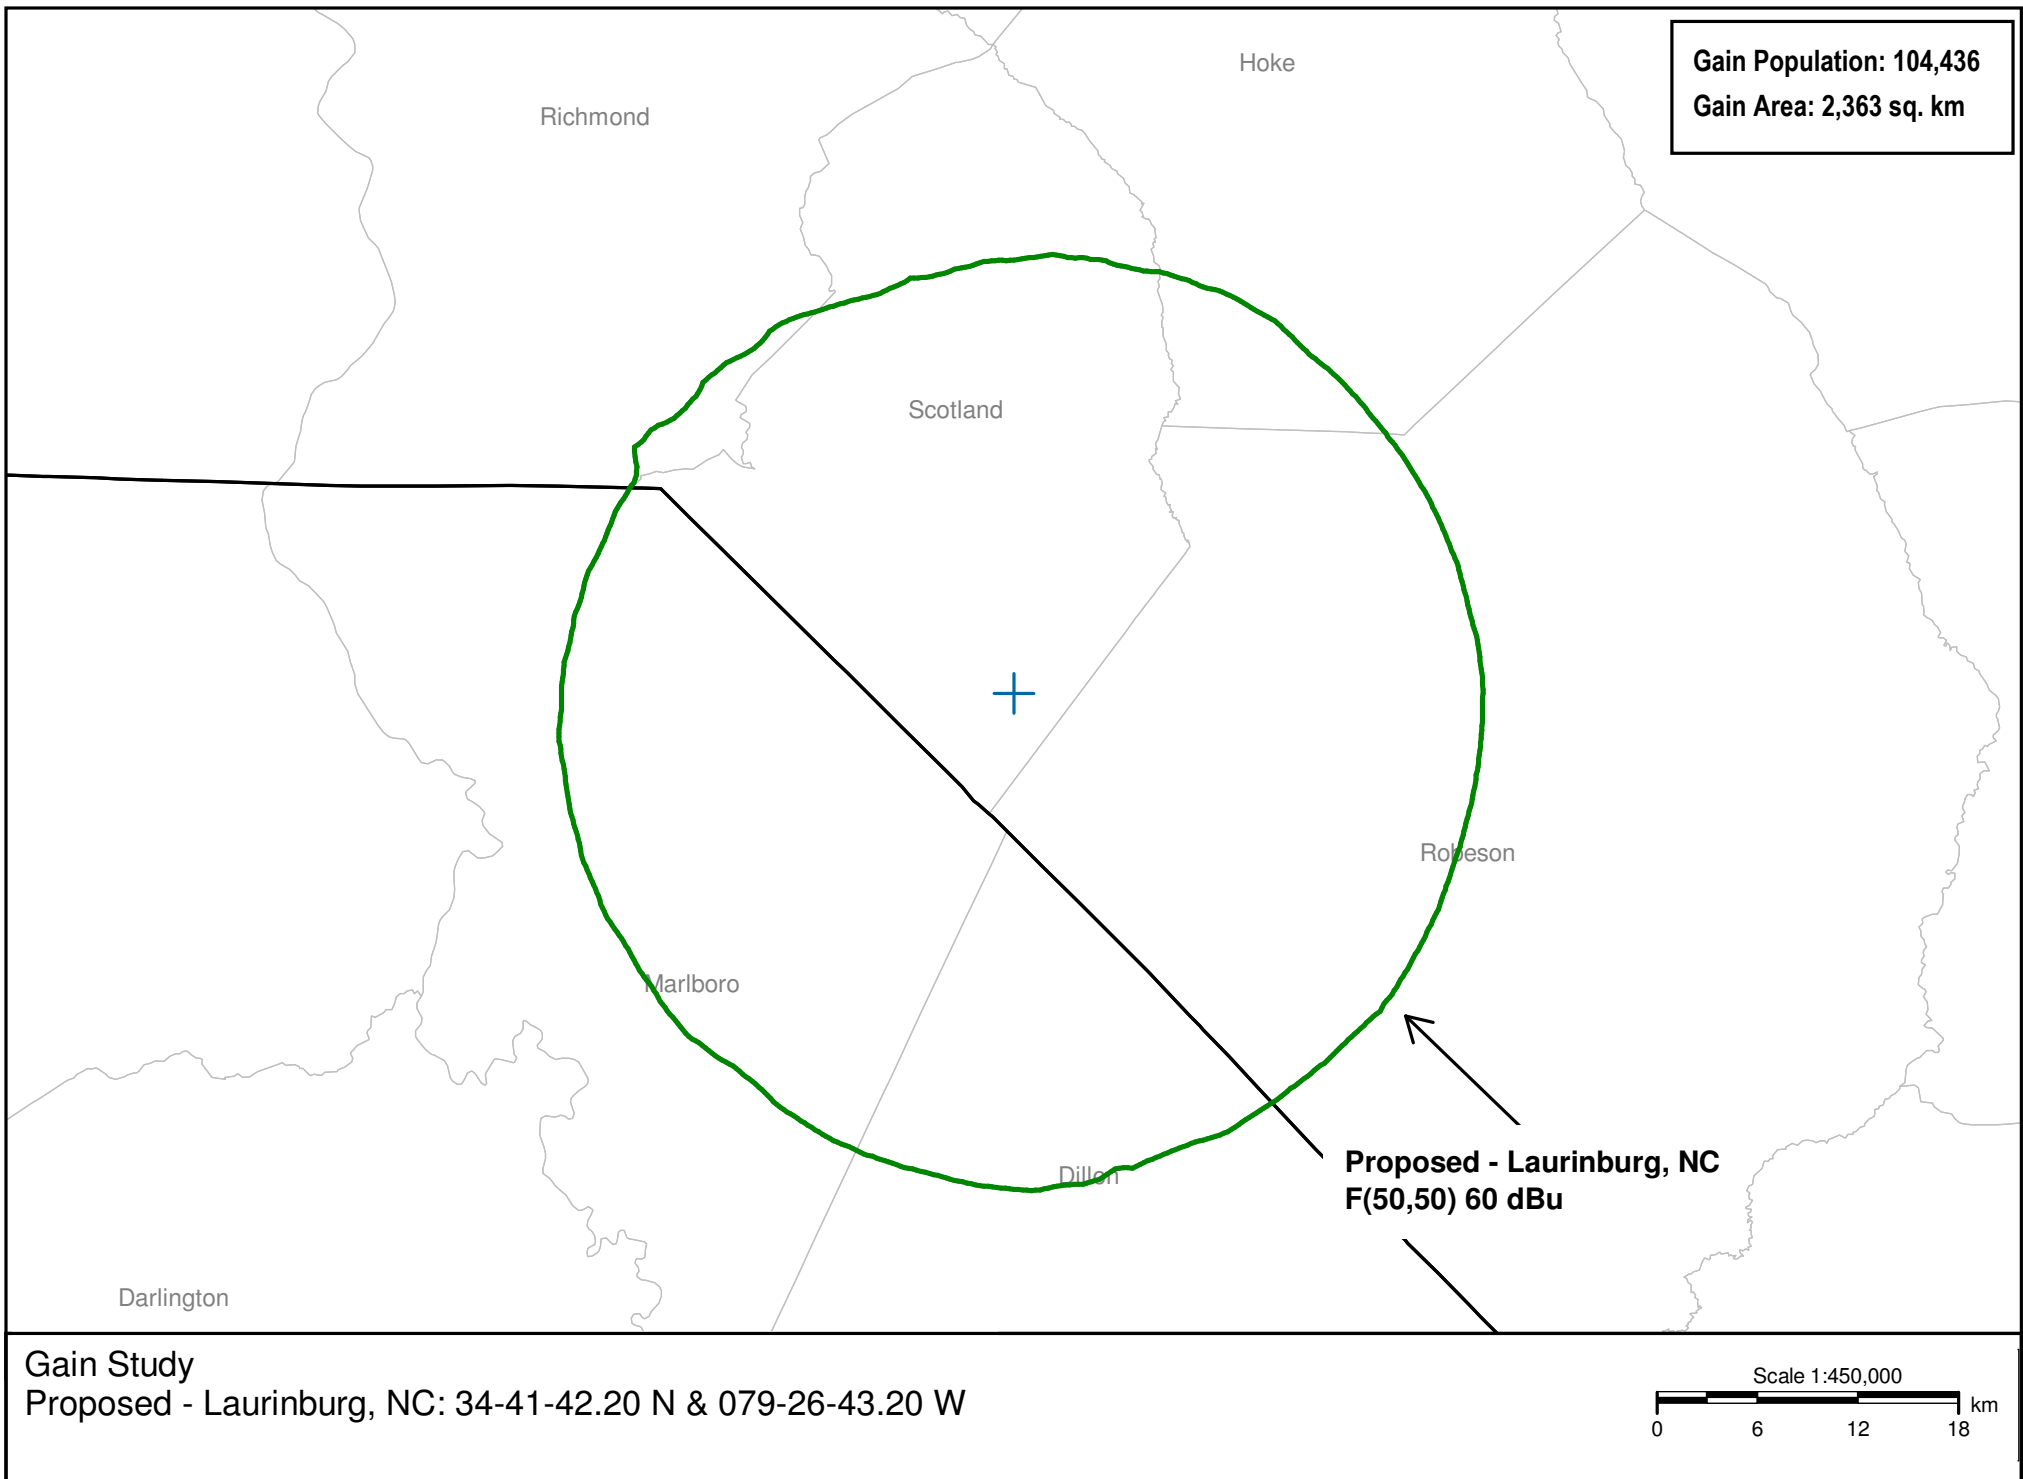 Hoke
Gain Population: 104,436
Gain Area: 2,363 sq. km
Richmond
Scotland
Robeson
Marlboro
Dillon
Proposed - Laurinburg, NC
F(50,50) 60 dBu
Darlington
Gain Study
Proposed - Laurinburg, NC: 34-41-42.20 N & 079-26-43.20 W
Scale 1:450,000
km
0 6 12 18